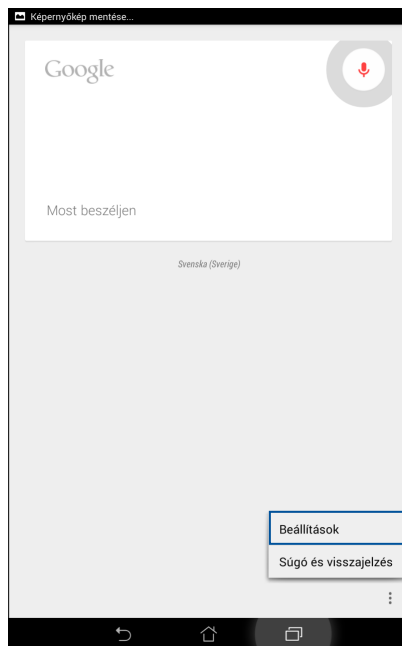 Képernyőkép mentése...
Google
Most beszéljen
Svenska (Sverige)
Beállítások
Súgó és visszajelzés